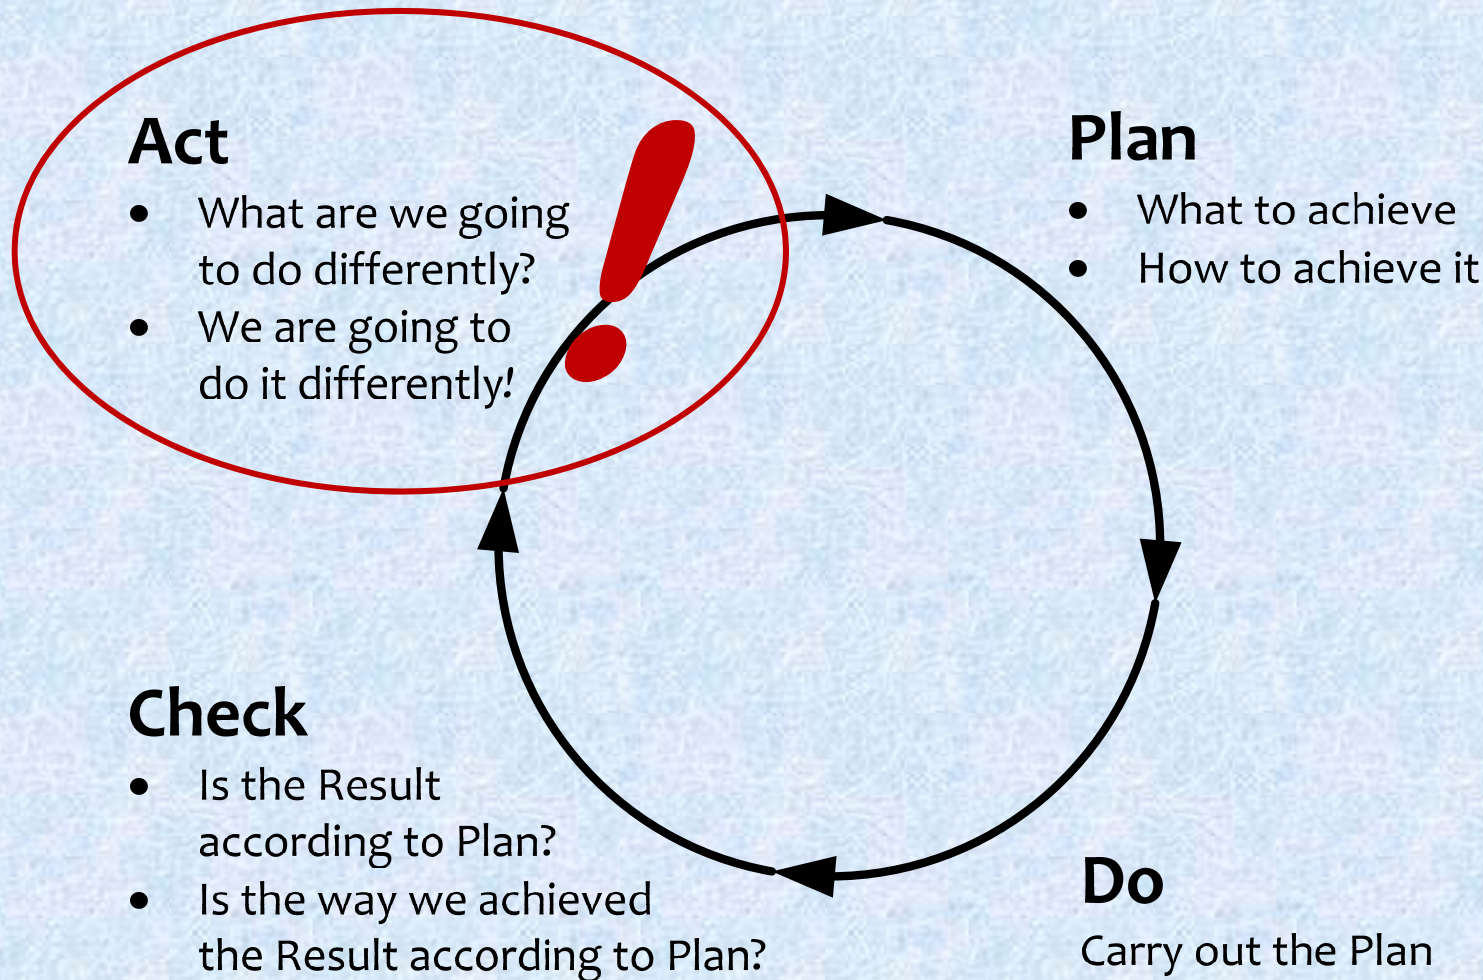 Act
• What are we going
to do differently?
• We are going to
do it differently!
Plan
• What to achieve
• How to achieve it
Check
• Is the Result
according to Plan?
• Is the way we achieved
the Result according to Plan?
Do
Carry out the Plan